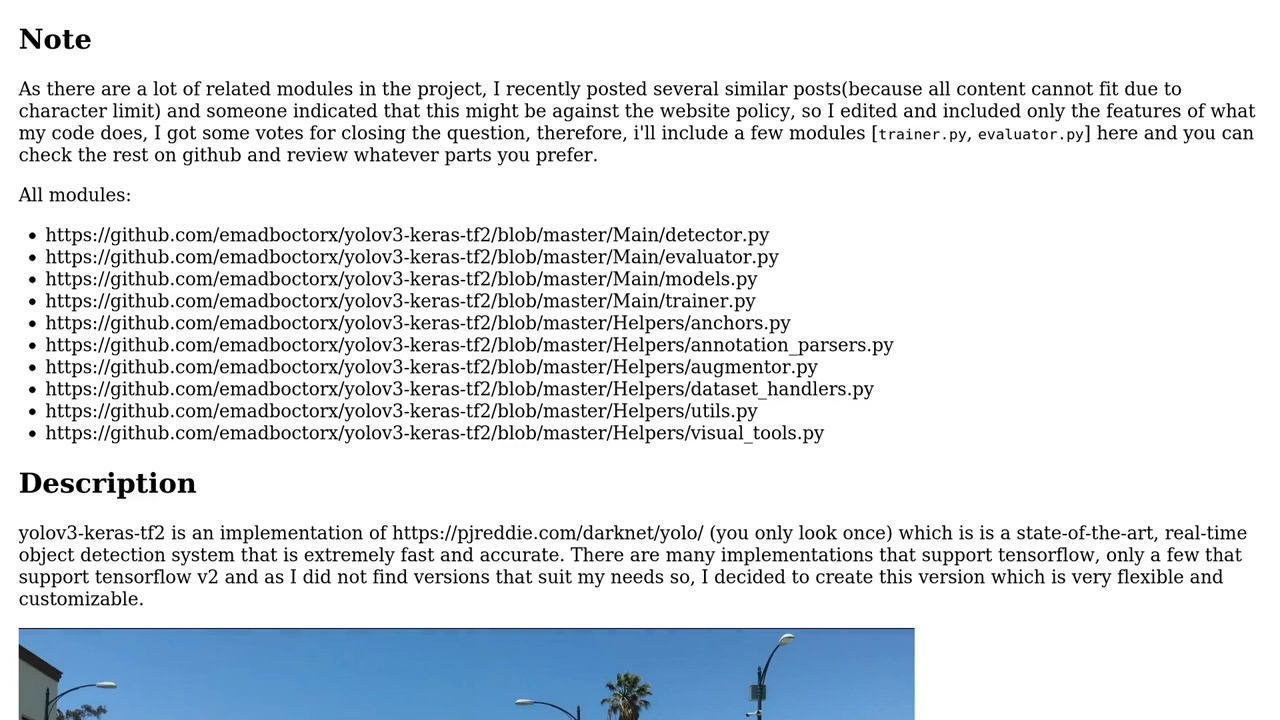 Note
As there are a lot of related modules in the project, I recently posted several similar posts(because all content cannot fit due to
character limit) and someone indicated that this might be against the website policy, so I edited and included only the features of what
my code does, I got some votes for closing the question, therefore, i'll include a few modules [trainer.py, evaluator.py] here and you can
check the rest on github and review whatever parts you prefer.
All modules:
• https://github.com/emadboctorx/yolov3-keras-tf2/blob/master/Main/detector.py
• https://github.com/emadboctorx/yolov3-keras-tf2/blob/master/Main/evaluator.py
• https://github.com/emadboctorx/yolov3-keras-tf2/blob/master/Main/models.py
• https://github.com/emadboctorx/yolov3-keras-tf2/blob/master/Main/trainer.py
• https://github.com/emadboctorx/yolov3-keras-tf2/blob/master/Helpers/anchors.py
• https://github.com/emadboctorx/yolov3-keras-tf2/blob/master/Helpers/annotation_parsers.py
• https://github.com/emadboctorx/yolov3-keras-tf2/blob/master/Helpers/augmentor.py
• https://github.com/emadboctorx/yolov3-keras-tf2/blob/master/Helpers/dataset_handlers.py
• https://github.com/emadboctorx/yolov3-keras-tf2/blob/master/Helpers/utils.py
• https://github.com/emadboctorx/yolov3-keras-tf2/blob/master/Helpers/visual_tools.py
Description
yolov3-keras-tf2 is an implementation of https://pjreddie.com/darknet/yolo/ (you only look once) which is is a state-of-the-art, real-time
object detection system that is extremely fast and accurate. There are many implementations that support tensorflow, only a few that
support tensorflow v2 and as I did not find versions that suit my needs so, I decided to create this version which is very flexible and
customizable.